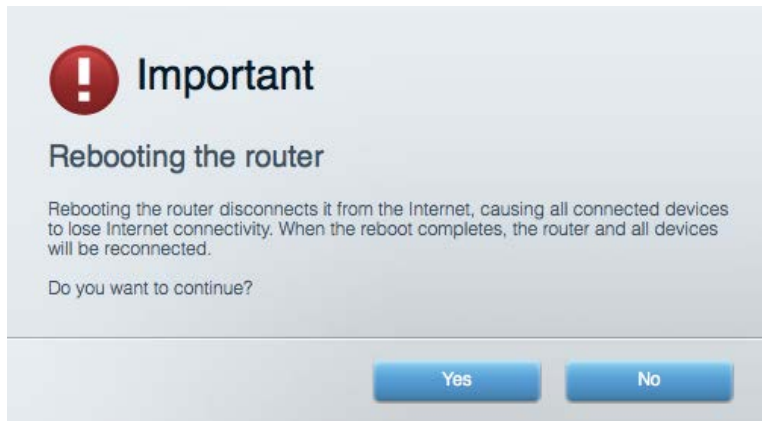 Important
Rebooting the router
Rebooting the router disconnects it from the Internet, causing all connected devices
to lose Internet connectivity. When the reboot completes, the router and all devices
will be reconnected.
Do you want to continue?
Yes No